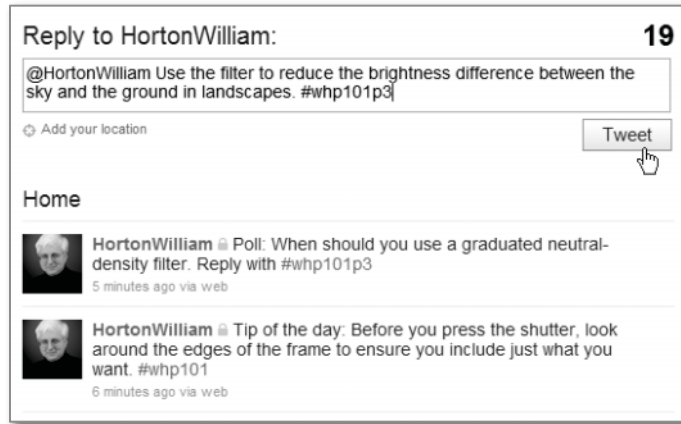 Reply to HortonWilliam:
19
@HortonWilliam Use the filter to reduce the brightness difference between the
sky and the ground in landscapes. #whp101p3
Add your location
Tweet
Home
HortonWilliam Poll: When should you use a graduated neutral-
density filter. Reply with #whp101p3
5 minutes ago via web
HortonWilliam Tip of the day: Before you press the shutter, look
around the edges of the frame to ensure you include just what you
want. #whp101
6 minutes ago via web